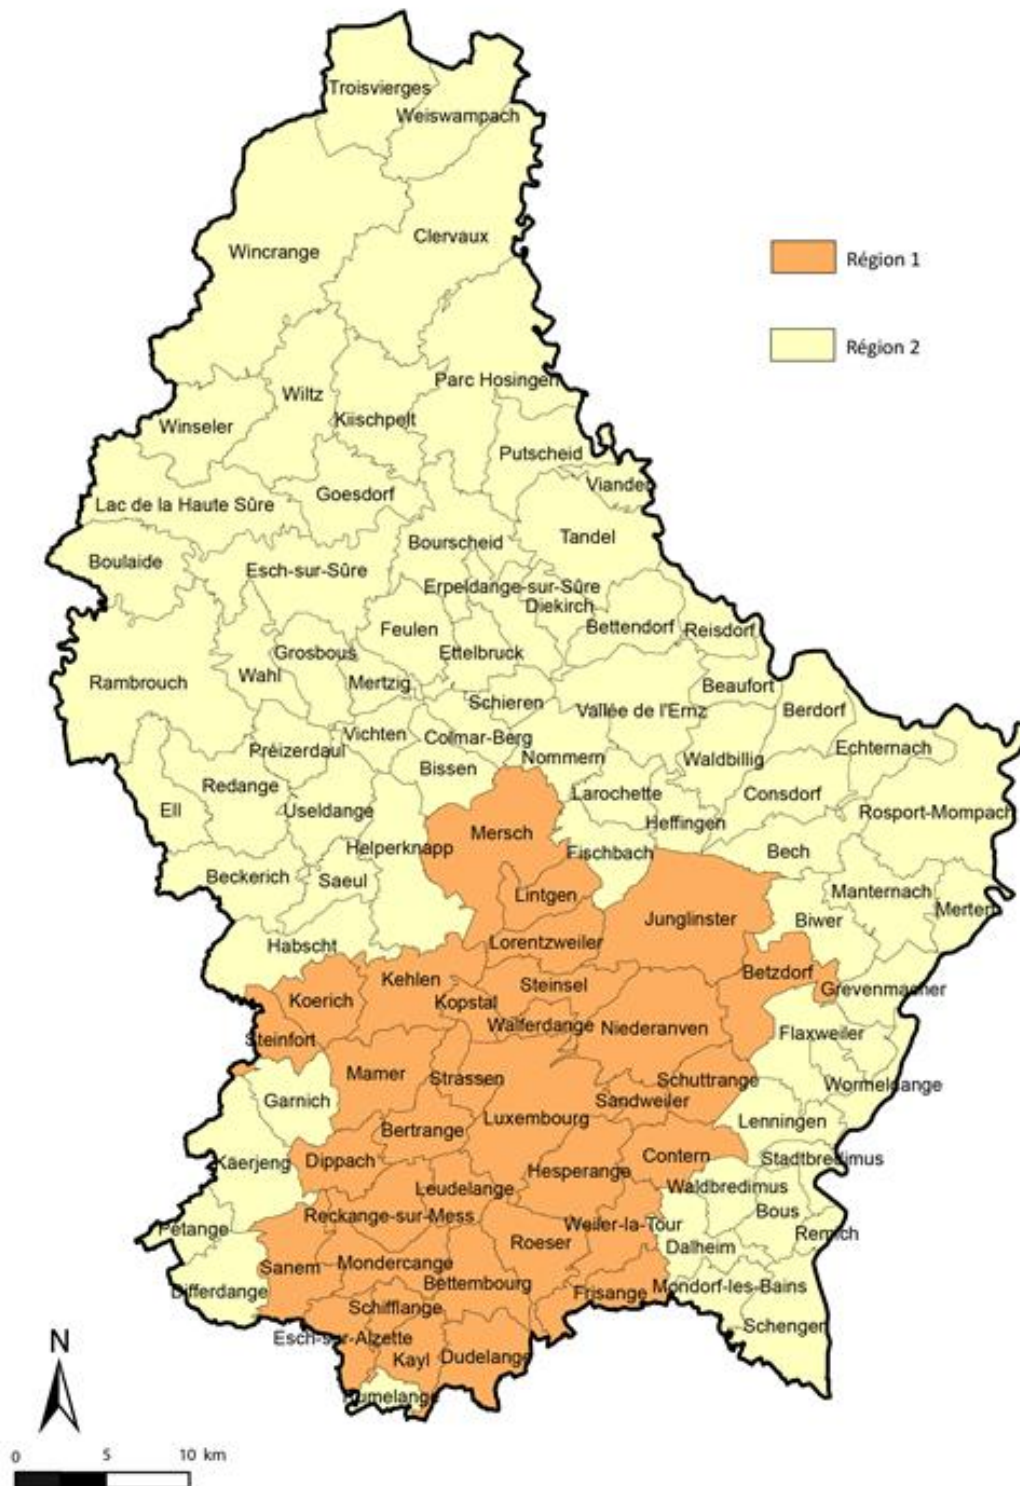 Troisvierges
Weiswampach
Clervaux
Wincrange
Région 1
Région 2
Parc Hosingen
Wiltz
Kiischpelt
Winseler
Putscheid
Vianden
Goesdorf
Lac de la Haute Sûre
Tandel
Bourscheid
Boulaide
Esch-sur-Sûre
Erpeldange-sur-Sûre
Diekirch
Bettendorf
Reisdorf
Feulen
Grosbous
Ettelbruck
Wahl
Mertzig
Rambrouch
Beaufort
Schieren
Vallée de l'Ernz
Berdorf
Vichten
Colmar-Berg
Préizerdaul
Echternach
Nommern
Waldbillig
Bissen
Redange
Larochette
Consdorf
Ell
Useldange
Rosport-Mompach
Heffingen
Mersch
Helperknapp
Fischbach
Bech
Beckerich
Saeul
Manternach
Lintgen
Mertert
Junglinster
Biwer
Lorentzweiler
Habscht
Betzdorf
Kehlen
Steinsel
Grevenmacher
Koerich
Kopstal
Walferdange
Niederanven
Flaxweiler
Steinfort
Mamer
Strassen
Schuttrange
Wormeldange
Garnich
Sandweiler
Luxembourg
Lenningen
Bertrange
Contern
Stadtbredimus
Käerjeng
Dippach
Hesperange
Leudelange
Waldbredimus
Bous
Reckange-sur-Mess
Weiler-la-Tour
Pétange
Remich
Roeser
Dalheim
Mondercange
Sanem
Bettembourg
Mondorf-les-Bains
Differdange
Frisange
Schifflange
Schengen
Esch-sur-Alzette
Kayl
Dudelange
Rumelange
N
0 5 10 km